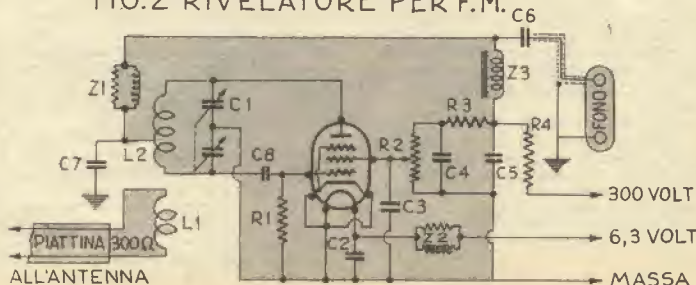 FIG.2 RIVELATORE PER F.M.
C6
Z1
Z3
FONO
C1
R3
R4
R2
C7
L2
C8
C4
C5
300 VOLT
R1
C3
L1
PIATTINA 300Ω
C2
Z2
6,3 VOLT
ALL'ANTENNA
MASSA